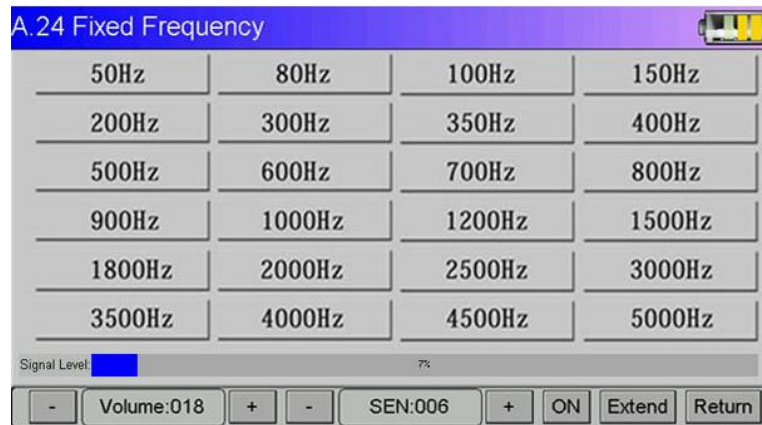 A.24 Fixed Frequency
50Hz 80Hz 100Hz 150Hz
200Hz 300Hz 350Hz 400Hz
500Hz 600Hz 700Hz 800Hz
900Hz 1000Hz 1200Hz 1500Hz
1800Hz 2000Hz 2500Hz 3000Hz
3500Hz 4000Hz 4500Hz 5000Hz
Signal Level: 7%
- Volume:018 + - SEN:006 + ON Extend Return